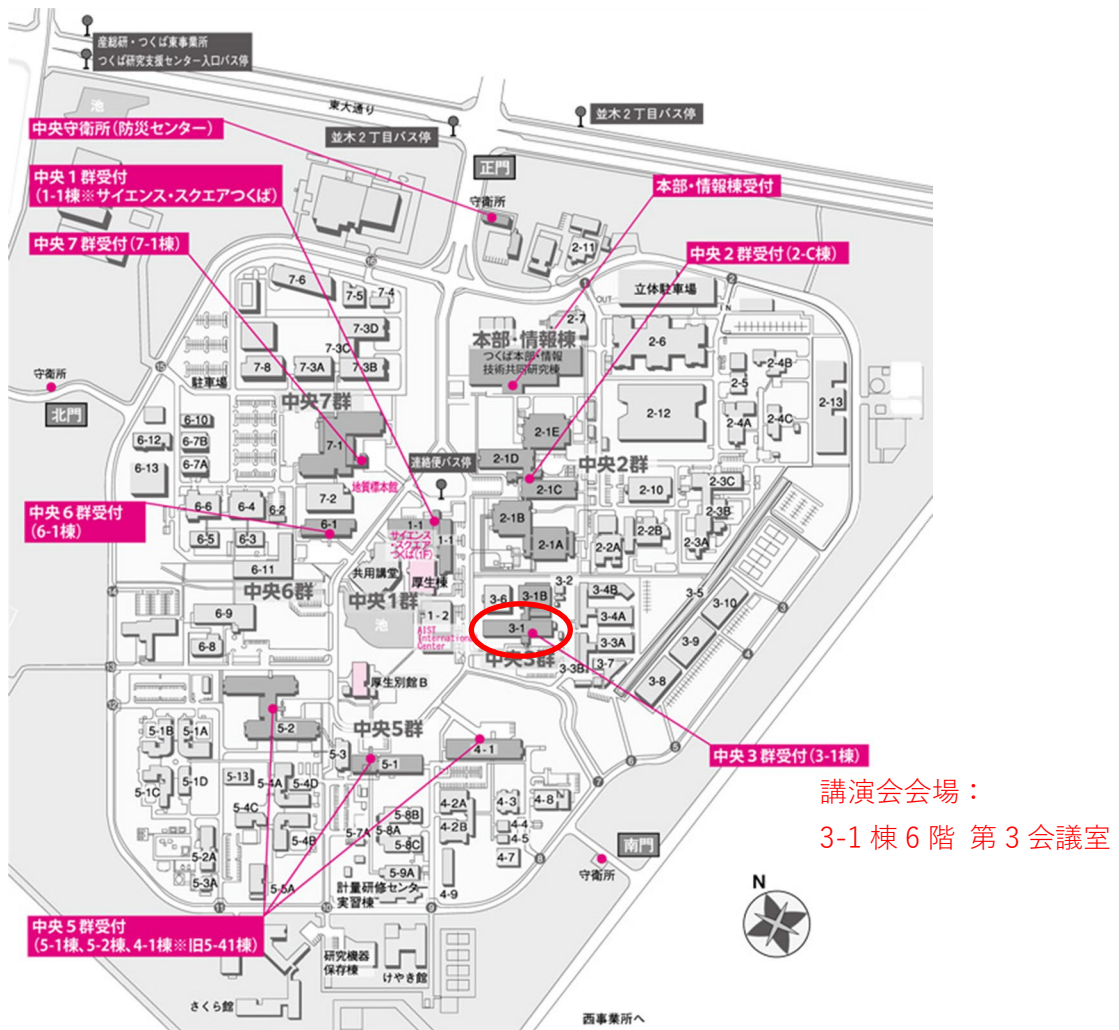 産総研・つくば東事業所
つくば研究支援センター入口バス停
東大通り
池
並木2丁目バス停
並木2丁目バス停
中央守衛所(防災センター)
正門
中央1群受付
(1-1棟※サイエンス・スクエアつくば)
本部・情報棟受付
守衛所
中央7群受付(7-1棟)
中央2群受付(2-C棟)
2-11
16
7-6
7-5
7-4
1
2
立体駐車場
OUT
IN
7-3D
7-3C
7-8
7-3A
7-3B
2-7
本部・情報棟
つくば本部・情報
技術共同研究棟
2-6
2-5
2-4B
2-4A
2-4C
2-13
2-12
守衛所
北門
15
駐車場
中央7群
6-10
6-12
6-7B
6-7A
6-13
7-1
地質標本館
7-2
連絡便バス停
2-1E
2-1D
中央2群
2-1C
2-10
2-3C
2-3B
2-1B
2-1A
2-2A
2-2B
2-3A
中央6群受付
(6-1棟)
6-6
6-4
6-2
6-1
6-5
6-3
6-11
中央6群
1-1
1-1
サイエンス
・スクエア
つくば(1F)
共用講堂
厚生棟
中央1群
池
1-2
AIST
International
Center
14
6-9
6-8
13
3-2
3-6
3-1B
3-4B
3-5
3-10
3
3-1
3-4A
3-9
中央3群
3-3A
3-3B
3-7
3-8
4
厚生別館B
12
5-2
中央5群
5-3
5-1
4-1
5
6
7
中央3群受付(3-1棟)
5-1B
5-1A
5-1C
5-1D
5-13
5-4A
5-4D
5-4C
5-4B
5-2A
5-3A
5-5A
5-7A
5-8B
5-8A
5-8C
5-9A
4-2A
4-2B
4-3
4-8
4-4
4-5
4-7
4-9
8
講演会会場:
3-1棟6階 第3会議室
南門
守衛所
計量研修センター
実習棟
11
10
9
N
中央5群受付
(5-1棟、5-2棟、4-1棟※旧5-41棟)
研究機器
保存棟
けやき館
さくら館
西事業所へ